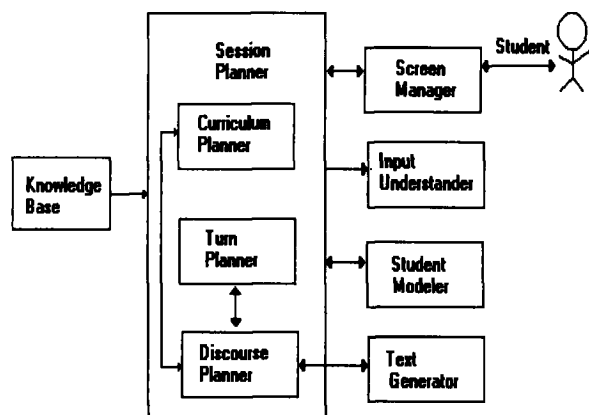 Session
Planner
Student
Screen
Manager
Curriculum
Planner
Input
Understander
Knowledge
Base
Turn
Planner
Student
Modeler
Discourse
Planner
Text
Generator